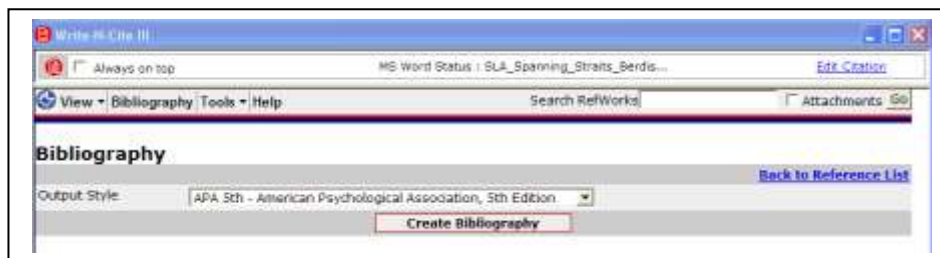 Write-N-Cite III
Always on top MS Word Status : SLA_Spanning_Straits_Berdis... Edit Citation
View Bibliography Tools Help Search RefWorks Attachments Go
Bibliography
Back to Reference List
Output Style APA 5th - American Psychological Association, 5th Edition
Create Bibliography